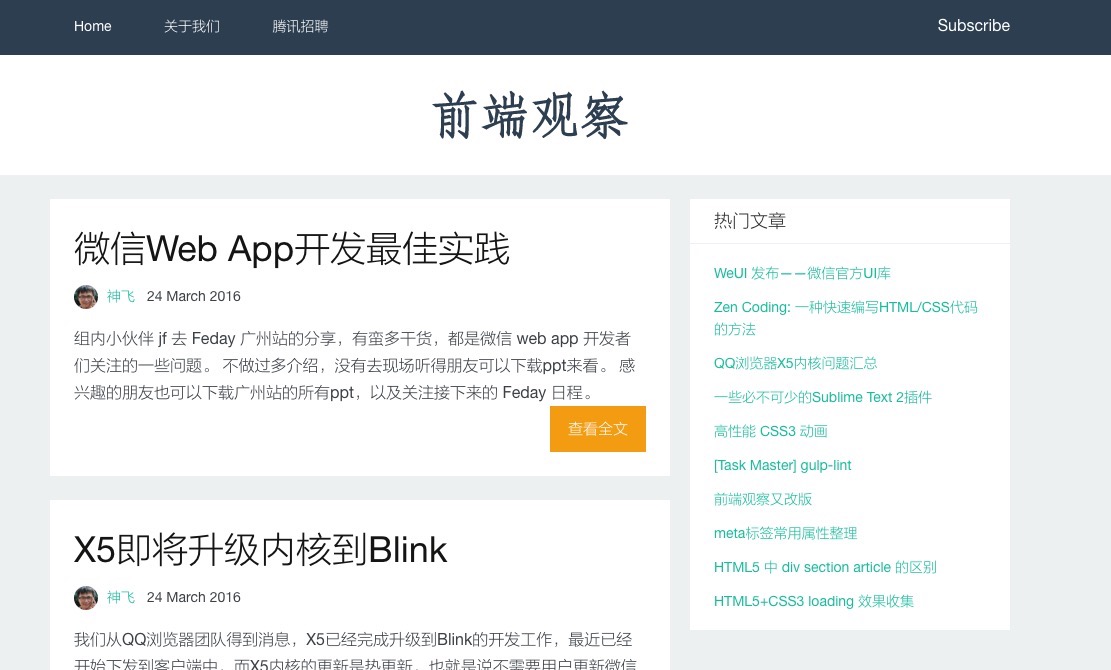 Home 关于我们 腾讯招聘 Subscribe
前端观察
微信Web App开发最佳实践
神飞 24 March 2016
组内小伙伴 jf 去 Feday 广州站的分享，有蛮多干货，都是微信 web app 开发者
们关注的一些问题。 不做过多介绍，没有去现场听得朋友可以下载ppt来看。 感
兴趣的朋友也可以下载广州站的所有ppt，以及关注接下来的 Feday 日程。
查看全文
X5即将升级内核到Blink
神飞 24 March 2016
我们从QQ浏览器团队得到消息，X5已经完成升级到Blink的开发工作，最近已经
开始下发到客户端中，而X5内核的更新是热更新，也就是说不需要用户更新微信
热门文章
WeUI 发布——微信官方UI库
Zen Coding: 一种快速编写HTML/CSS代码
的方法
QQ浏览器X5内核问题汇总
一些必不可少的Sublime Text 2插件
高性能 CSS3 动画
[Task Master] gulp-lint
前端观察又改版
meta标签常用属性整理
HTML5 中 div section article 的区别
HTML5+CSS3 loading 效果收集